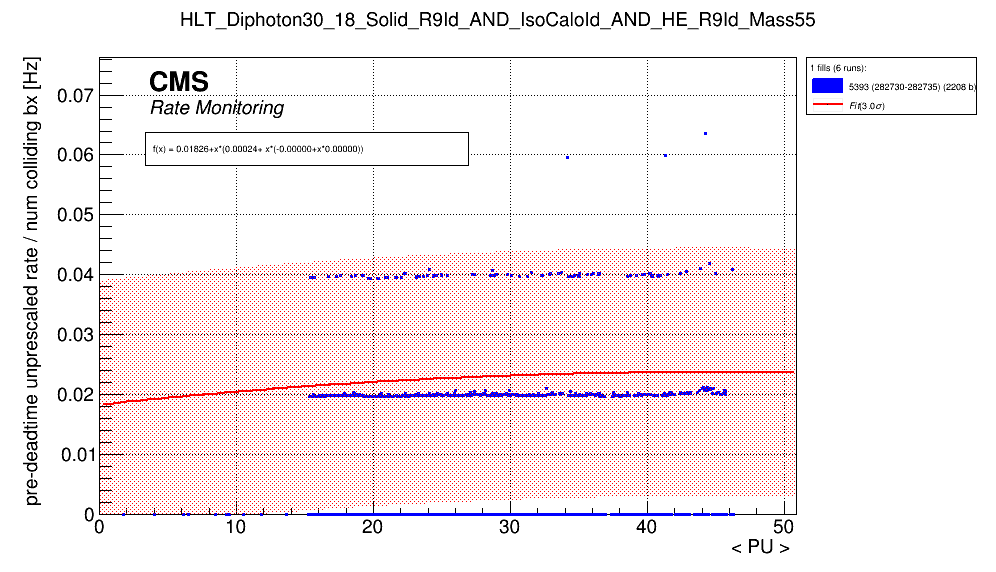 HLT_Diphoton30_18_Solid_R9Id_AND_IsoCaloId_AND_HE_R9Id_Mass55
pre-deadtime unprescaled rate / num colliding bx [Hz]
CMS
Rate Monitoring
f(x) = 0.01826+x*(0.00024+ x*(-0.00000+x*0.00000))
0.07
0.06
0.05
0.04
0.03
0.02
0.01
0
0 10 20 30 40 50
< PU >
1 fills (6 runs):
5393 (282730-282735) (2208 b)
Fit(3.0σ)